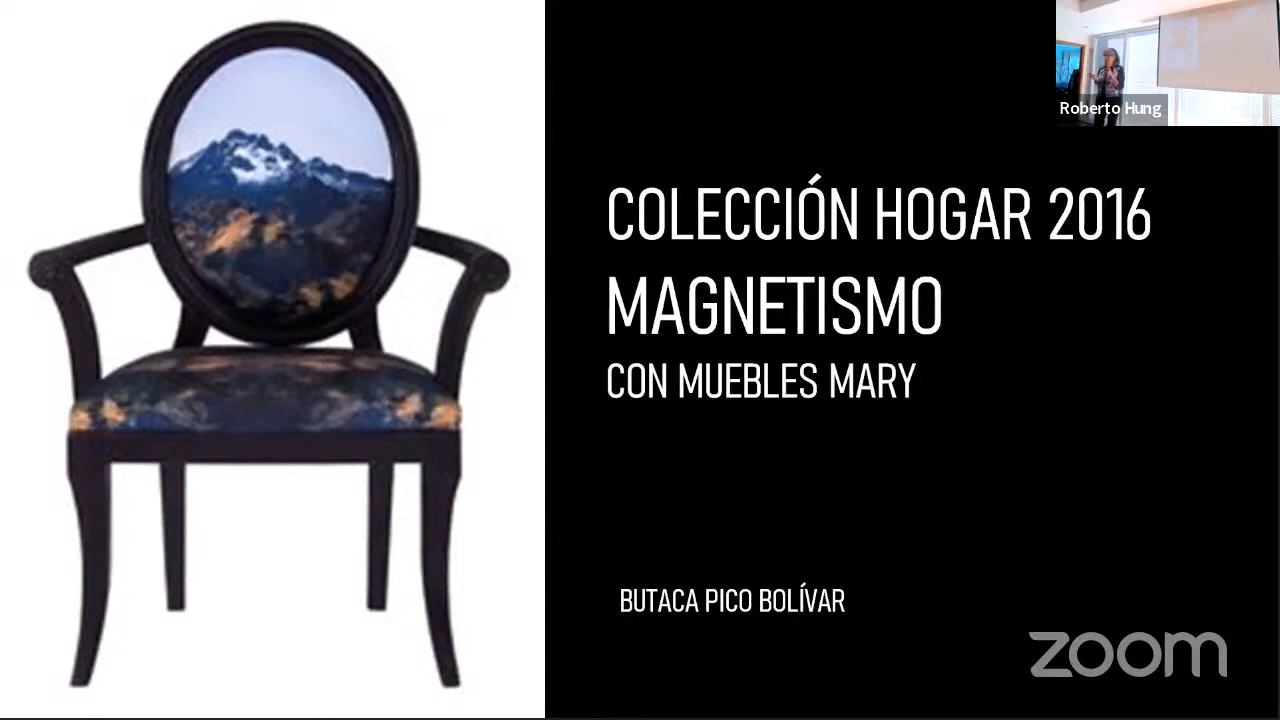 Roberto Hung
COLECCIÓN HOGAR 2016
MAGNETISMO
CON MUEBLES MARY
BUTACA PICO BOLÍVAR
zoom